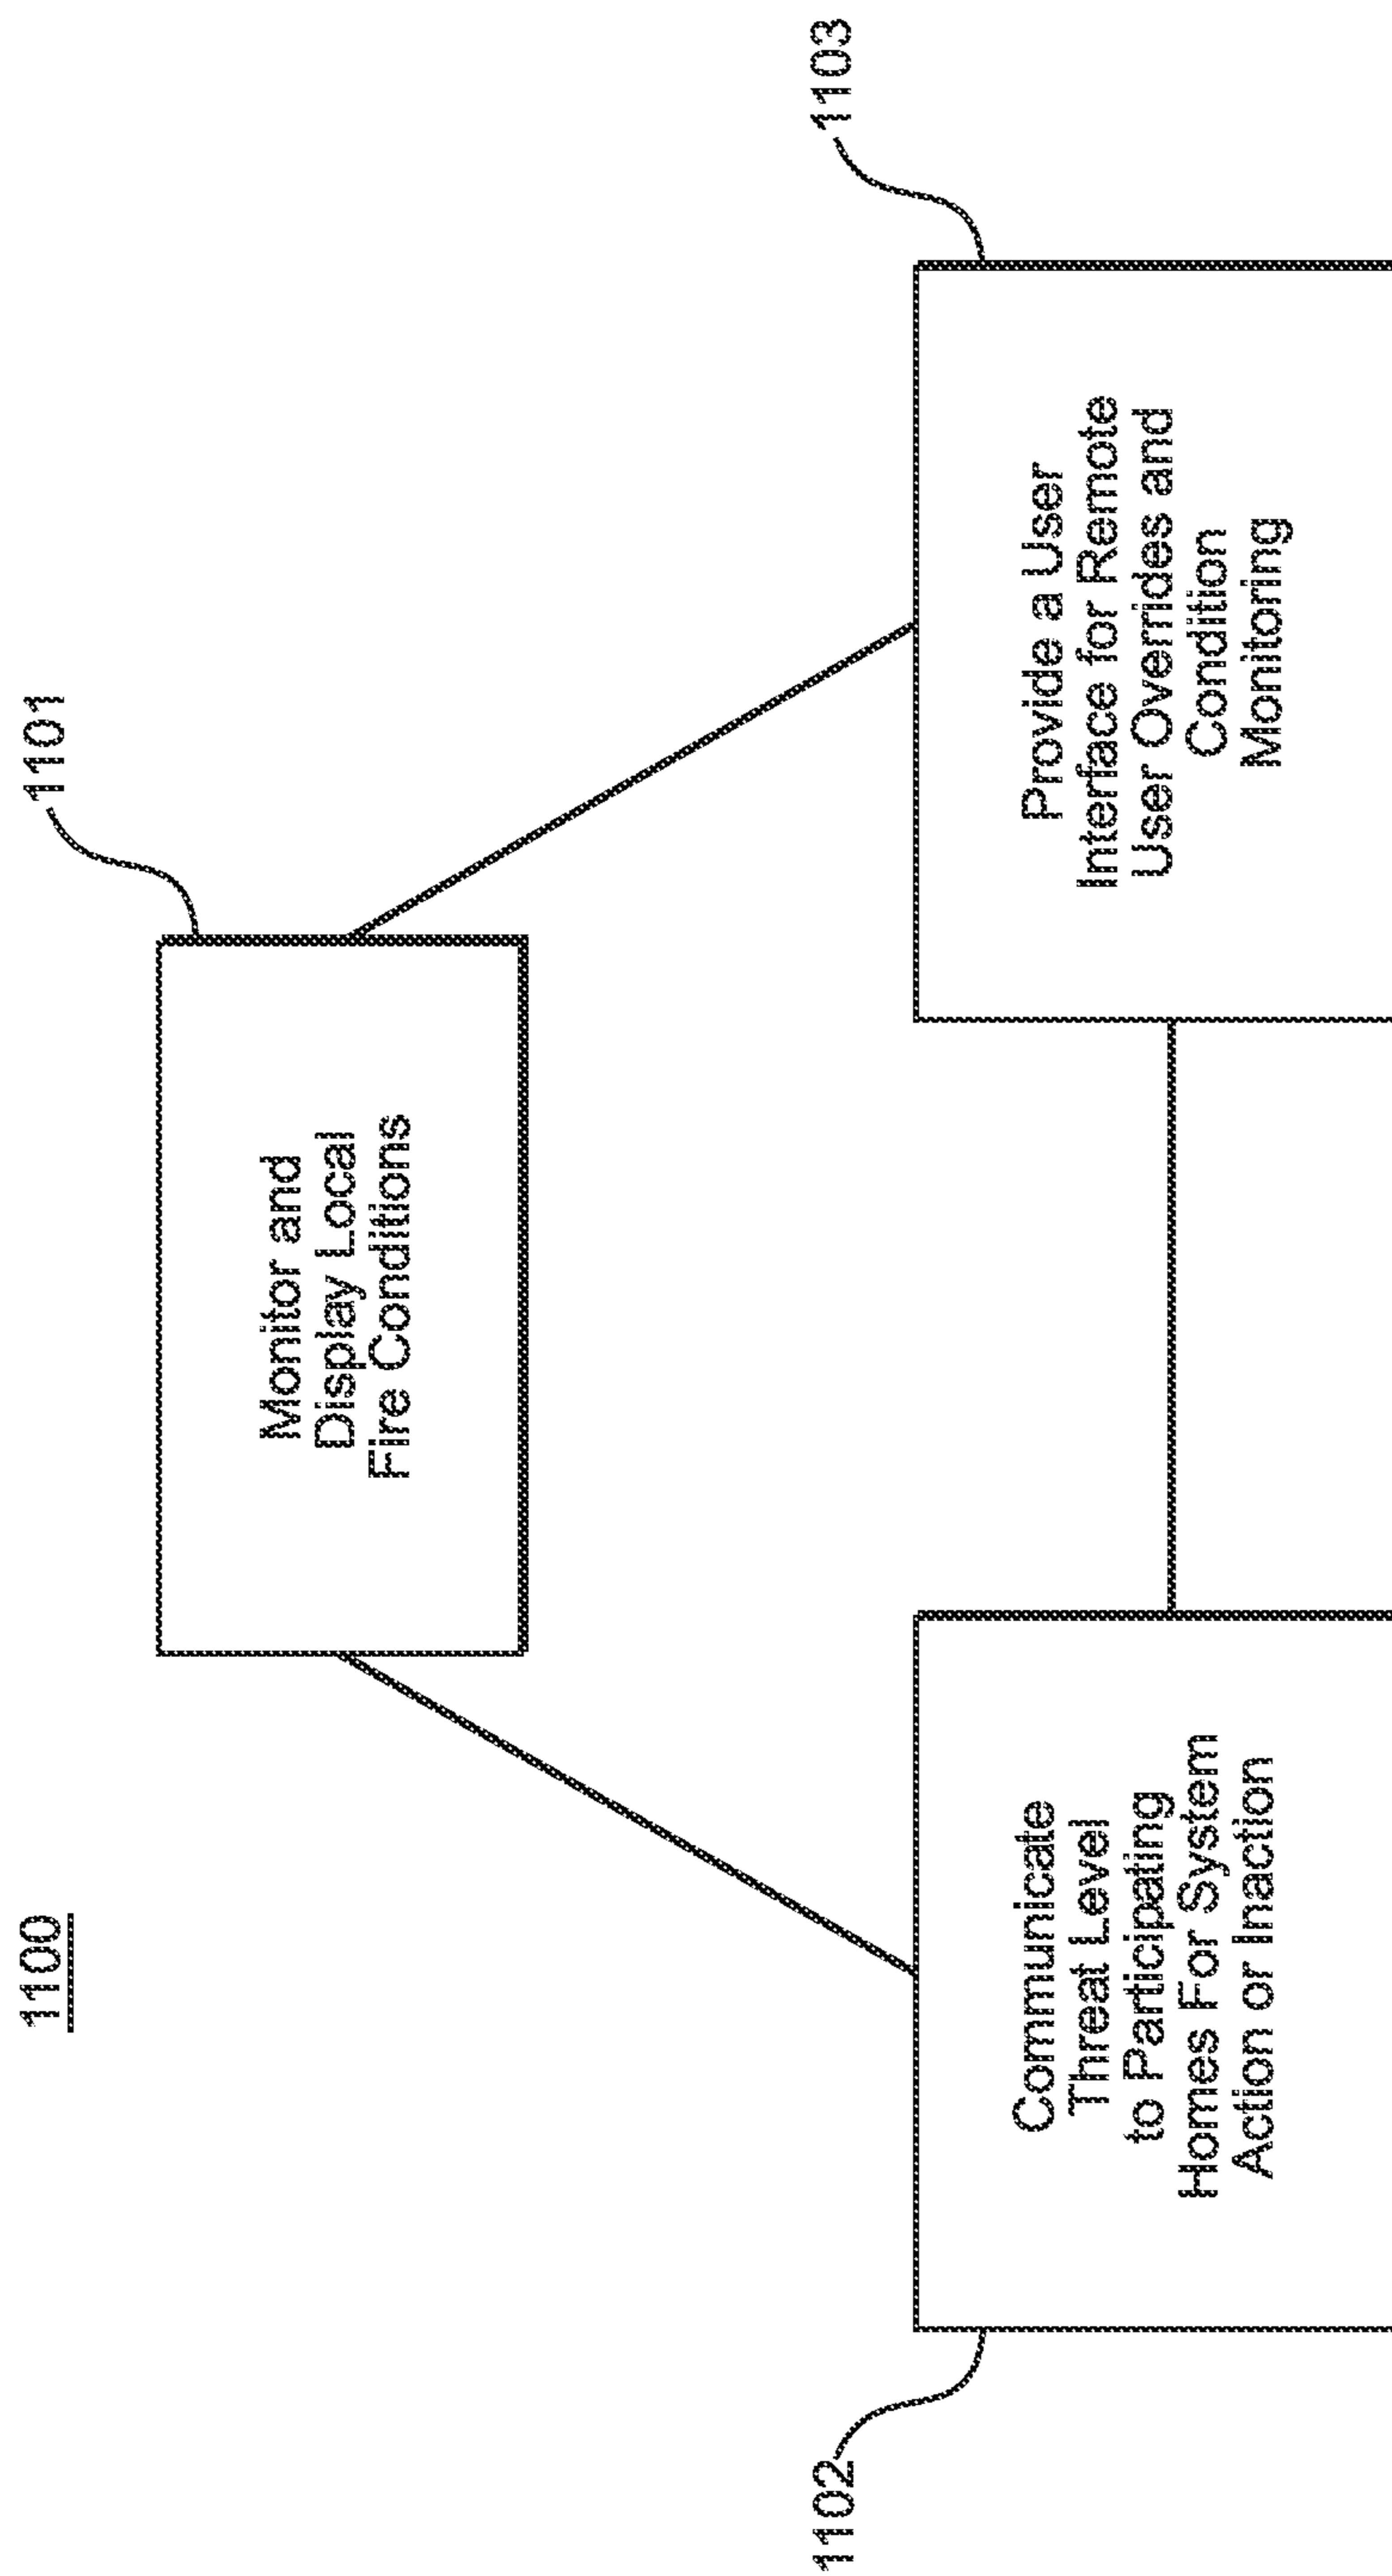 1100
1101
Monitor and
Display Local
Fire Conditions
1102
Communicate
Threat Level
to Participating
Homes For System
Action or Inaction
1103
Provide a User
Interface for Remote
User Overrides and
Condition
Monitoring